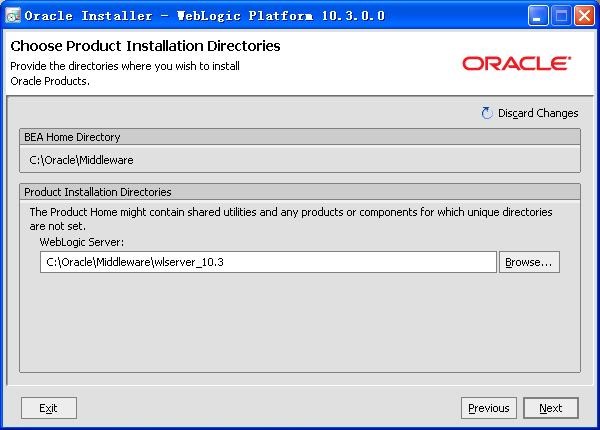 Oracle Installer - WebLogic Platform 10.3.0.0
Choose Product Installation Directories
Provide the directories where you wish to install
Oracle Products.
ORACLE
Discard Changes
BEA Home Directory
C:\Oracle\Middleware
Product Installation Directories
The Product Home might contain shared utilities and any products or components for which unique directories
are not set.
WebLogic Server:
C:\Oracle\Middleware\wlserver_10.3
Browse...
Exit
Previous
Next